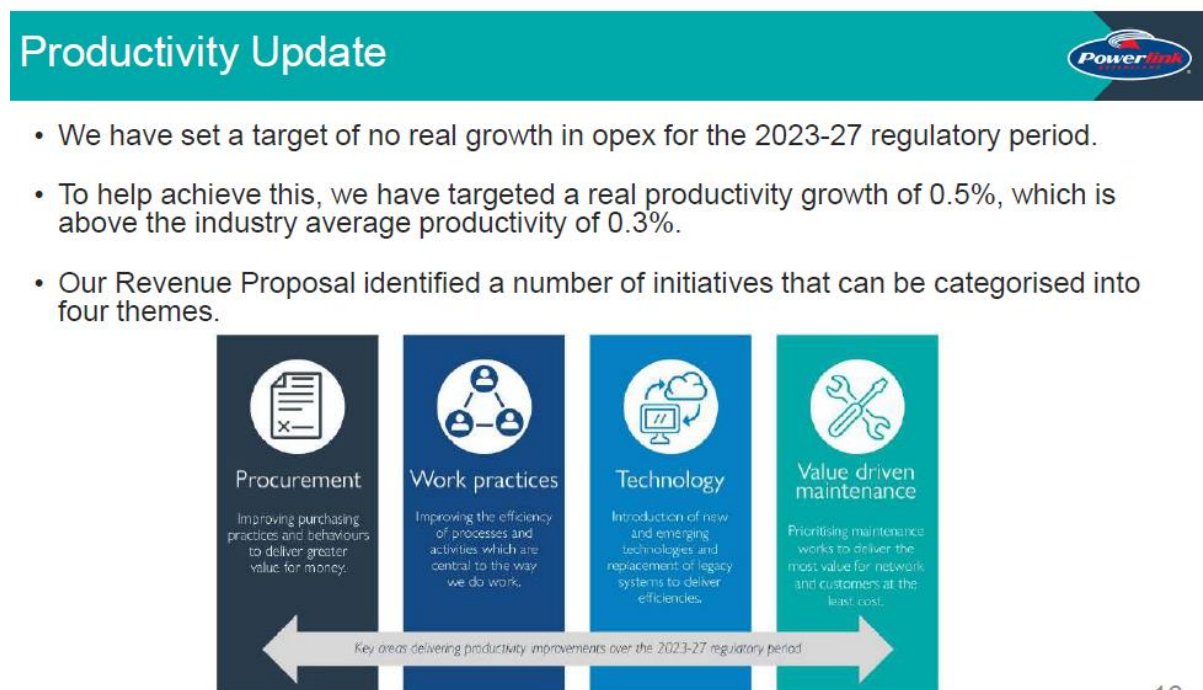 Productivity Update
Powerlink
QUEENSLAND
• We have set a target of no real growth in opex for the 2023-27 regulatory period.
• To help achieve this, we have targeted a real productivity growth of 0.5%, which is
above the industry average productivity of 0.3%.
• Our Revenue Proposal identified a number of initiatives that can be categorised into
four themes.
Procurement
Improving purchasing
practices and behaviours
to deliver greater
value for money.
Work practices
Improving the efficiency
of processes and
activities which are
central to the way
we do work.
Technology
Introduction of new
and emerging
technologies and
replacement of legacy
systems to deliver
efficiencies.
Value driven
maintenance
Prioritising maintenance
works to deliver the
most value for network
and customers at the
least cost.
Key areas delivering productivity improvements over the 2023-27 regulatory period